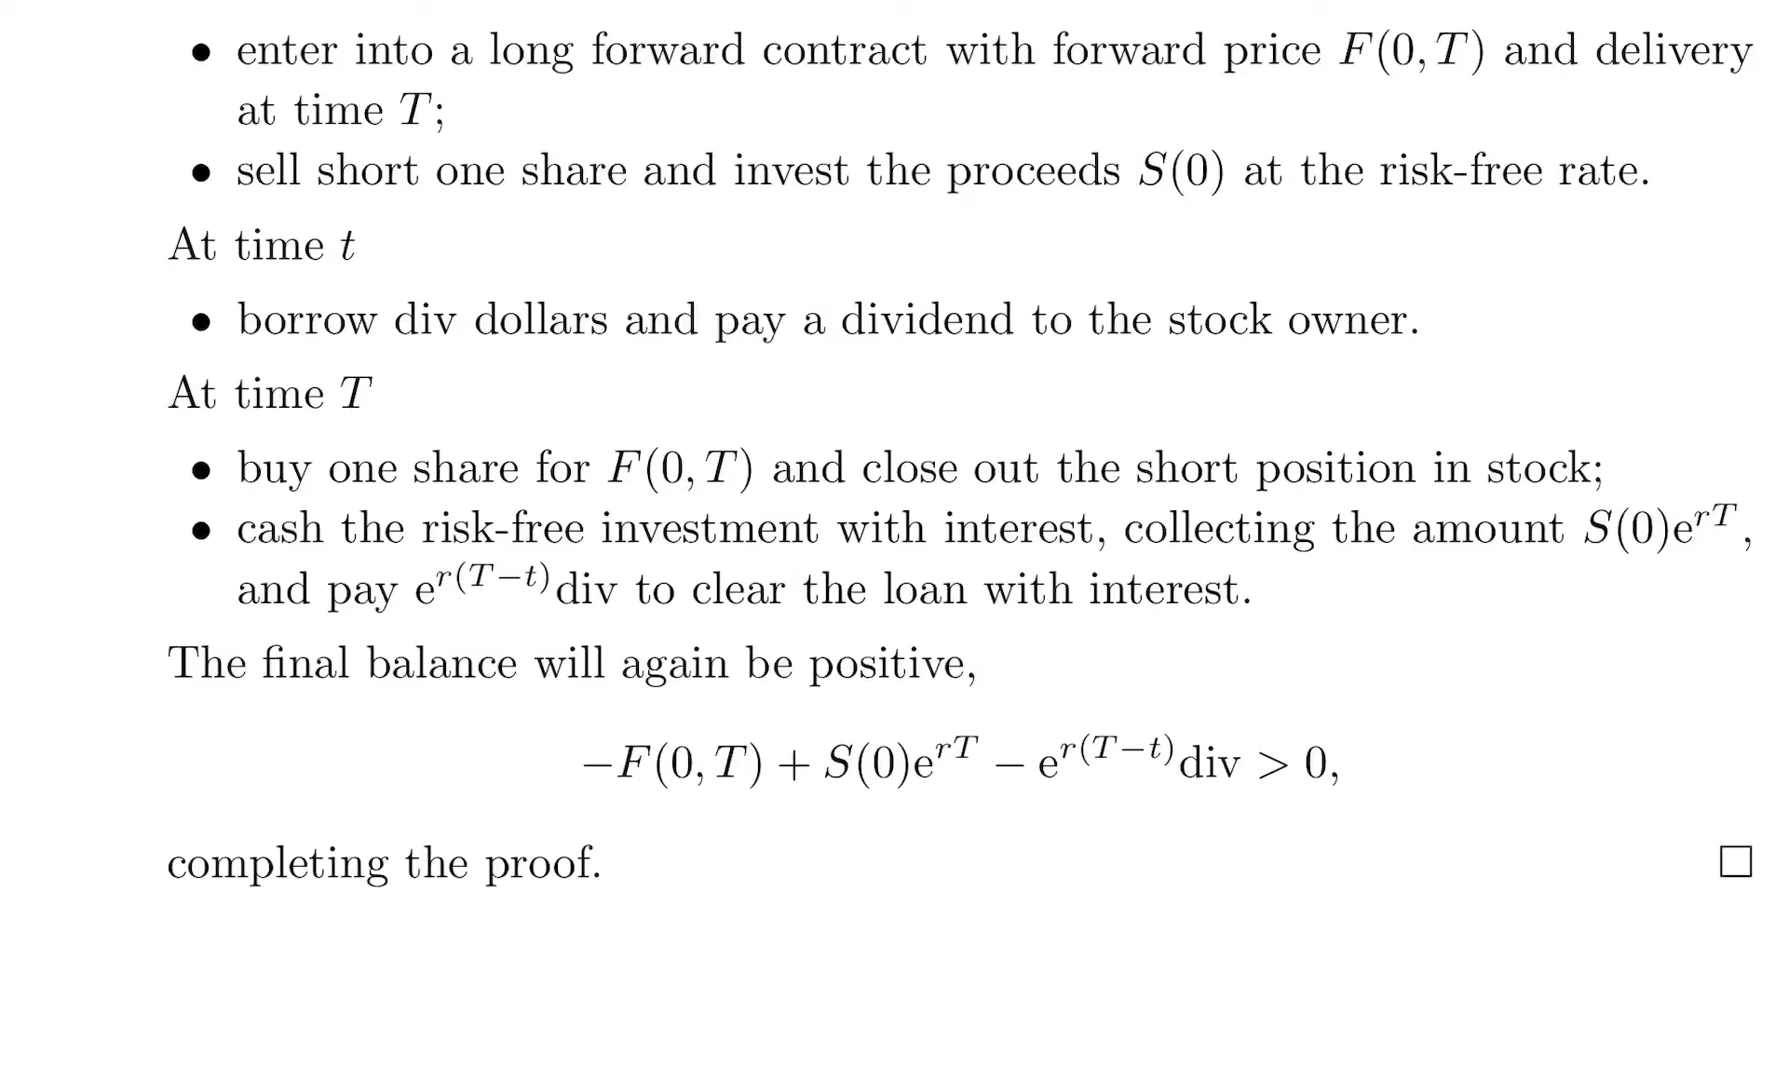 • enter into a long forward contract with forward price F(0, T) and delivery
at time T;
• sell short one share and invest the proceeds S(0) at the risk-free rate.
At time t
• borrow div dollars and pay a dividend to the stock owner.
At time T
• buy one share for F(0, T) and close out the short position in stock;
• cash the risk-free investment with interest, collecting the amount S(0)e^{rT},
and pay e^{r(T−t)}div to clear the loan with interest.
The final balance will again be positive,
−F(0, T) + S(0)e^{rT} − e^{r(T−t)}div > 0,
completing the proof. □